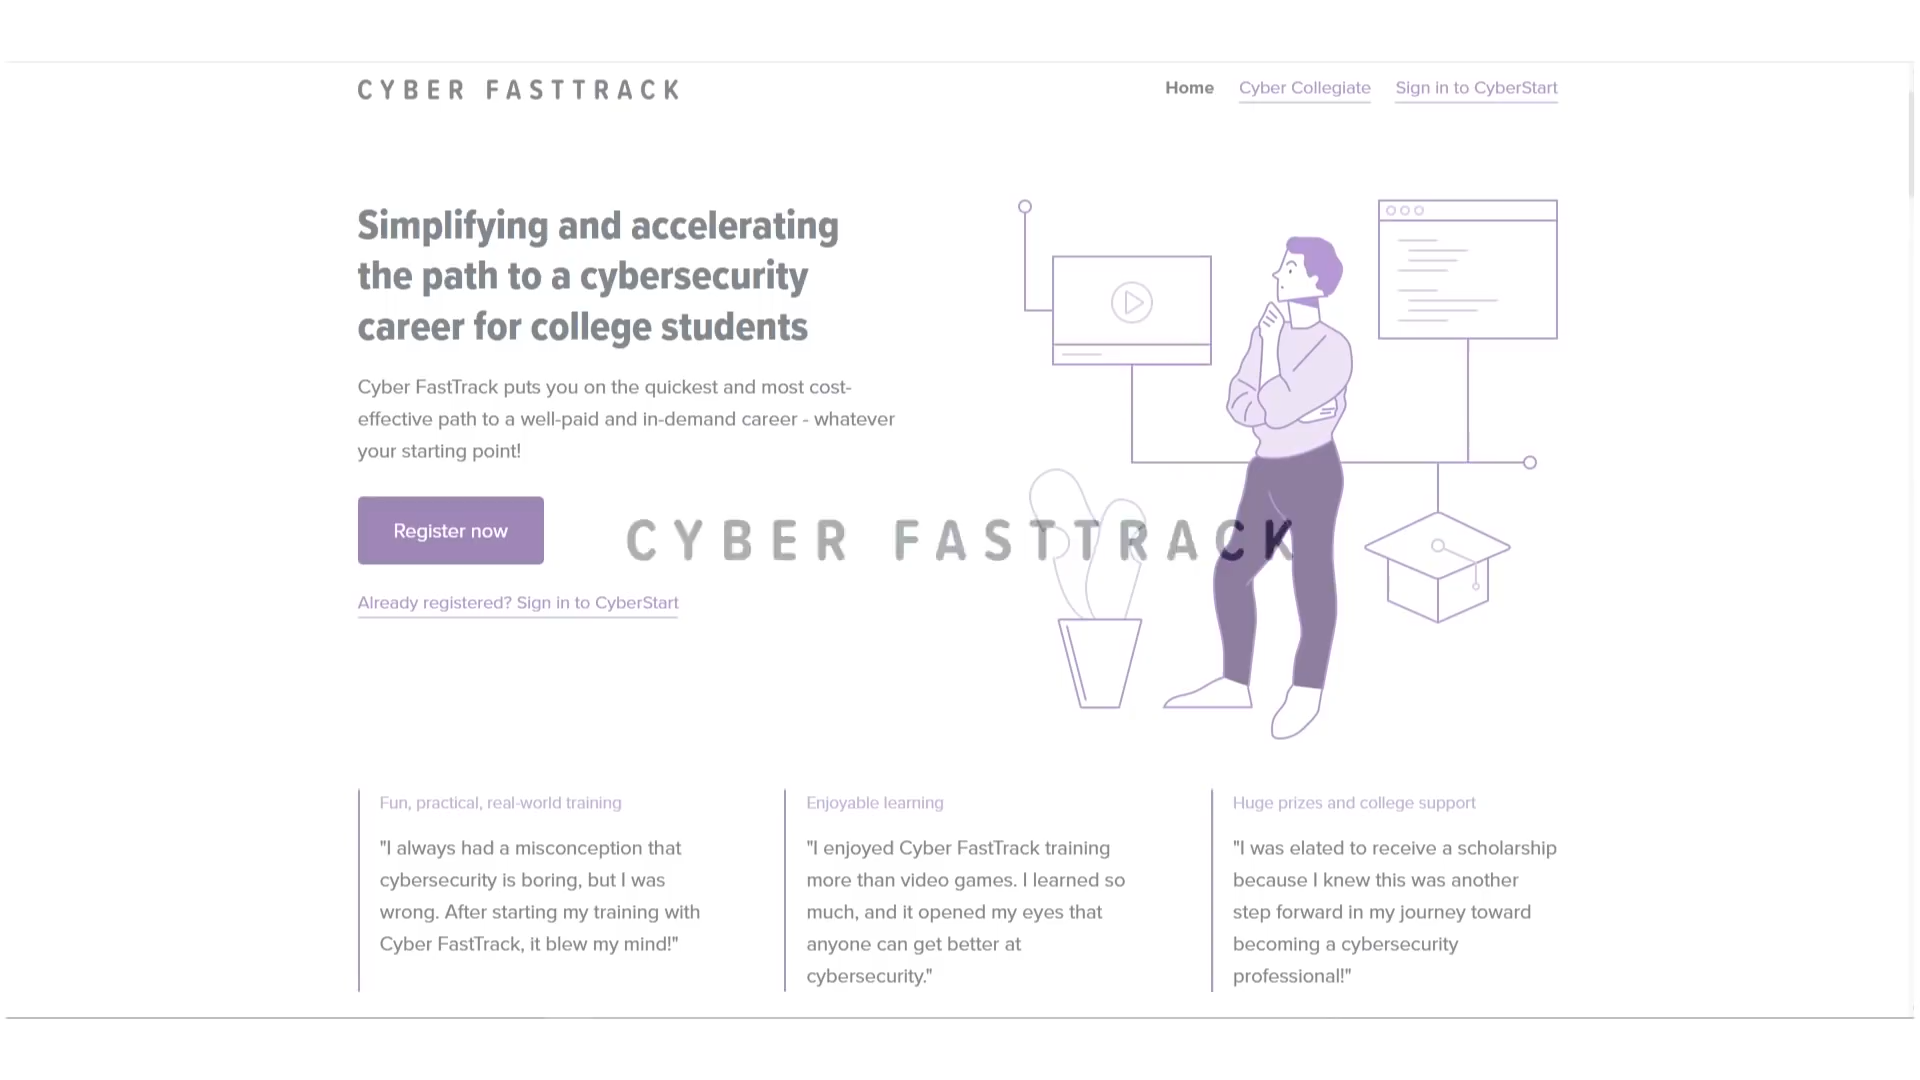 CYBER FASTTRACK
Home Cyber Collegiate Sign in to CyberStart
Simplifying and accelerating
the path to a cybersecurity
career for college students
Cyber FastTrack puts you on the quickest and most cost-
effective path to a well-paid and in-demand career - whatever
your starting point!
Register now
CYBER FASTTRACK
Already registered? Sign in to CyberStart
Fun, practical, real-world training
"I always had a misconception that
cybersecurity is boring, but I was
wrong. After starting my training with
Cyber FastTrack, it blew my mind!"
Enjoyable learning
"I enjoyed Cyber FastTrack training
more than video games. I learned so
much, and it opened my eyes that
anyone can get better at
cybersecurity."
Huge prizes and college support
"I was elated to receive a scholarship
because I knew this was another
step forward in my journey toward
becoming a cybersecurity
professional!"